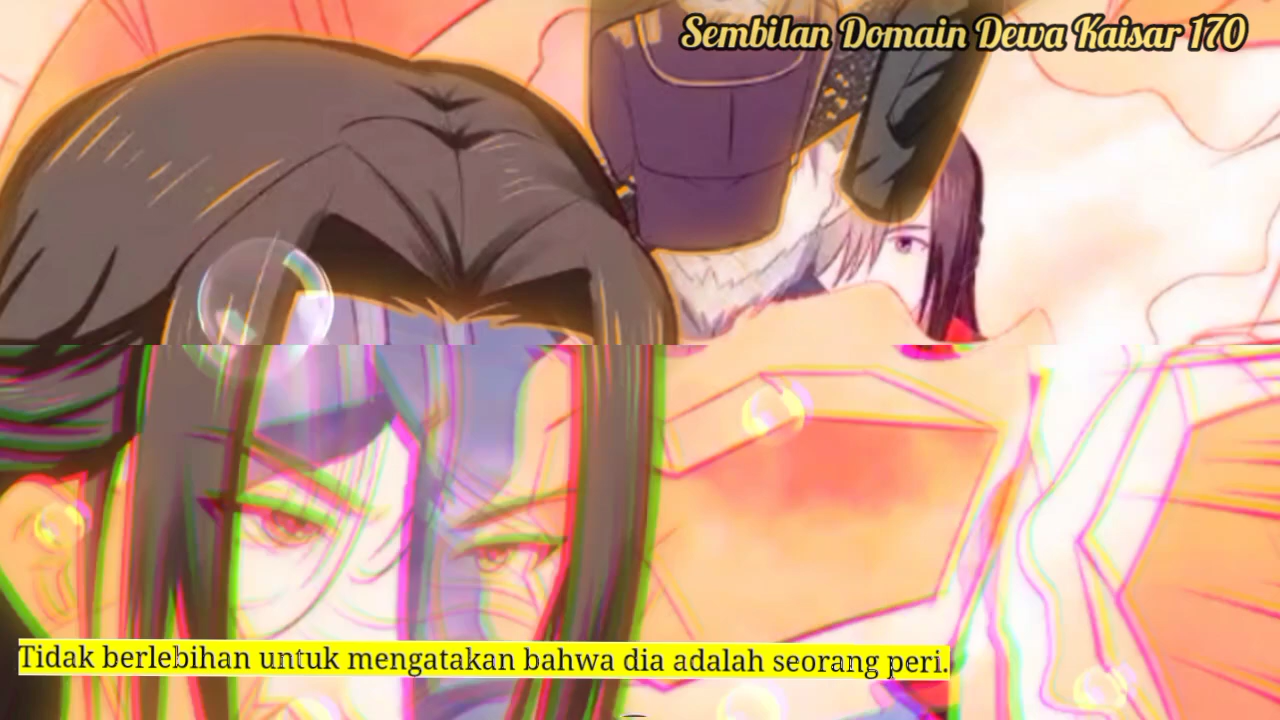 Sembilan Domain Dewa Kaisar 170
Tidak berlebihan untuk mengatakan bahwa dia adalah seorang peri.